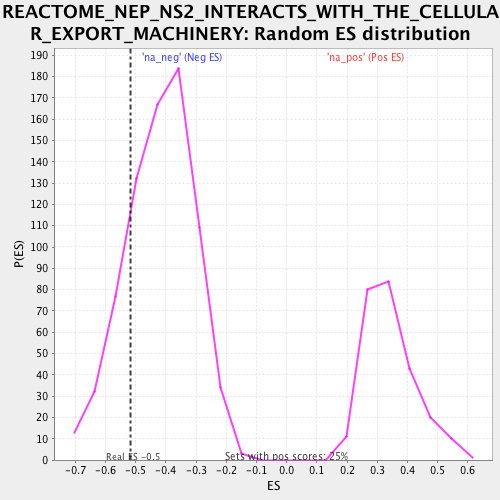 REACTOME_NEP_NS2_INTERACTS_WITH_THE_CELLULA
R_EXPORT_MACHINERY: Random ES distribution
'na_neg' (Neg ES) 'na_pos' (Pos ES)
190
180
170
160
150
140
130
120
110
100
90
80
70
60
50
40
30
20
10
0
P(ES)
Real ES -0.5 Sets with pos scores: 25%
-0.7 -0.6 -0.5 -0.4 -0.3 -0.2 -0.1 0.0 0.1 0.2 0.3 0.4 0.5 0.6
ES